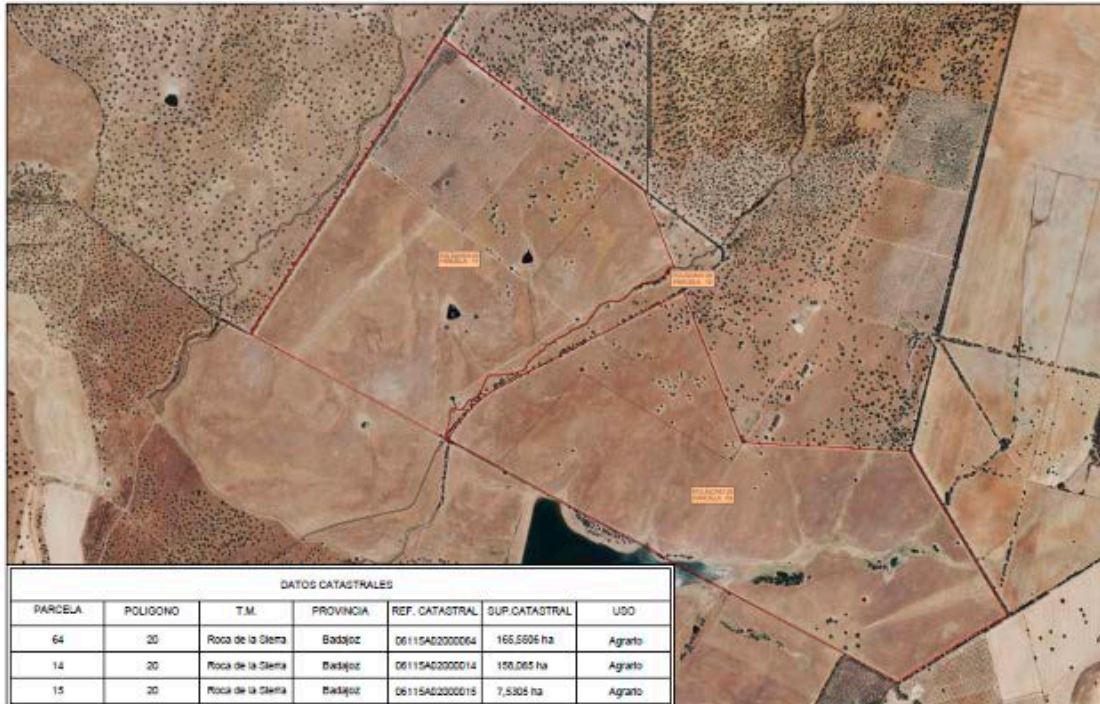 DATOS CATASTRALES
PARCELA POLIGONO T.M. PROVINCIA REF. CATASTRAL SUP.CATASTRAL USO
64 20 Roca de la Sierra Badajoz 06115A02000064 165,5506 ha Agrario
14 20 Roca de la Sierra Badajoz 06115A02000014 158,065 ha Agrario
15 20 Roca de la Sierra Badajoz 06115A02000015 7,5305 ha Agrario